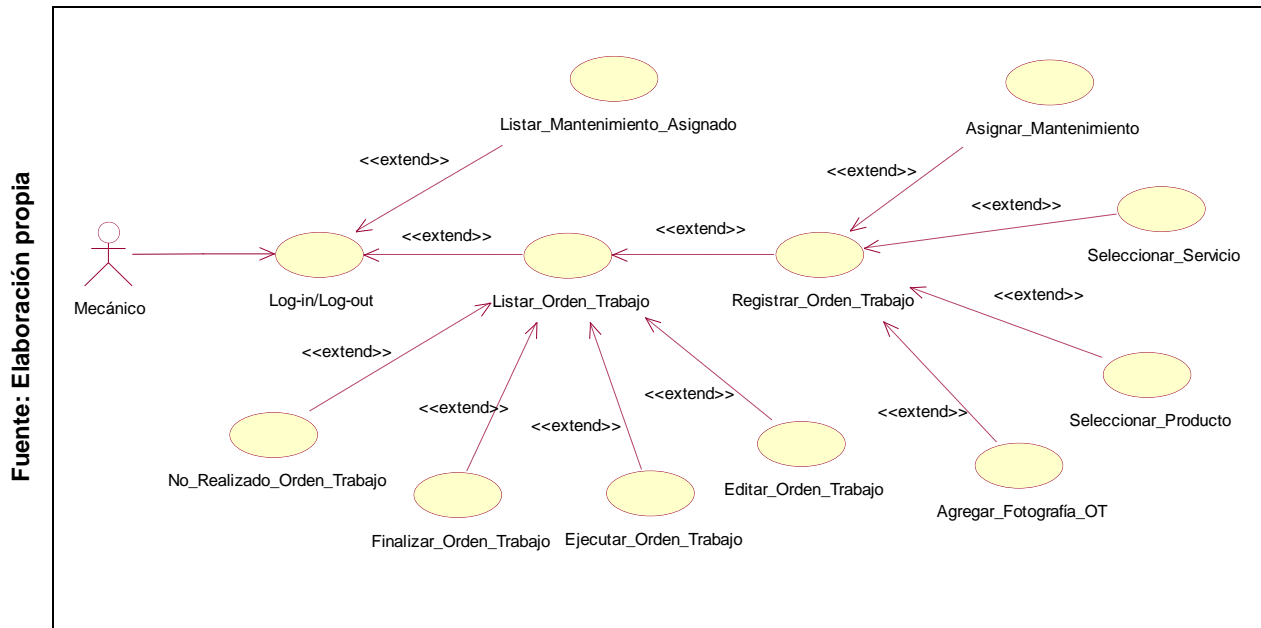 Fuente: Elaboración propia
Listar_Mantenimiento_Asignado
Asignar_Mantenimiento
<<extend>>
<<extend>>
<<extend>>
Seleccionar_Servicio
<<extend>>
<<extend>>
Mecánico
Log-in/Log-out
Listar_Orden_Trabajo
Registrar_Orden_Trabajo
<<extend>>
<<extend>>
<<extend>>
<<extend>>
<<extend>>
<<extend>>
Seleccionar_Producto
No_Realizado_Orden_Trabajo
Editar_Orden_Trabajo
Agregar_Fotografía_OT
Finalizar_Orden_Trabajo
Ejecutar_Orden_Trabajo